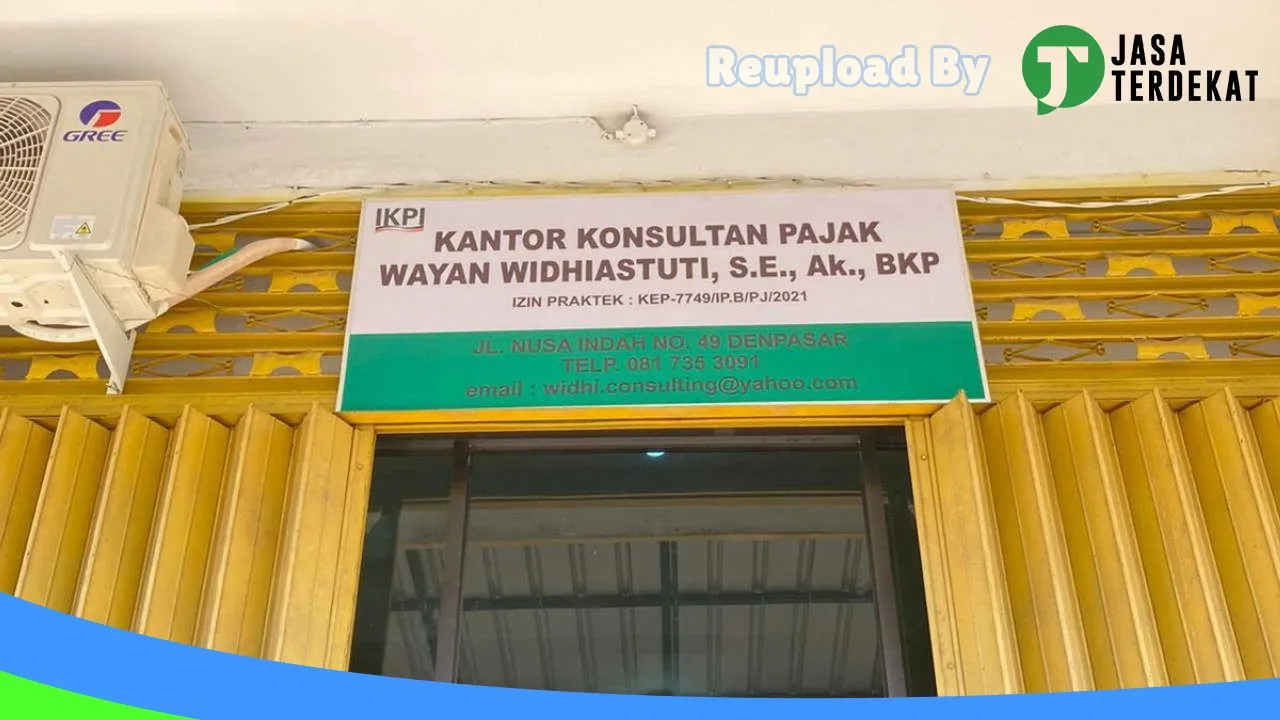 Reupload By
JASA
TERDEKAT
GREE
IKPI
KANTOR KONSULTAN PAJAK
WAYAN WIDHIASTUTI, S.E., Ak., BKP
IZIN PRAKTEK : KEP-7749/IP.B/PJ/2021
JL. NUSA INDAH NO. 49 DENPASAR
TELP. 081 735 3091
email : widhi.consulting@yahoo.com